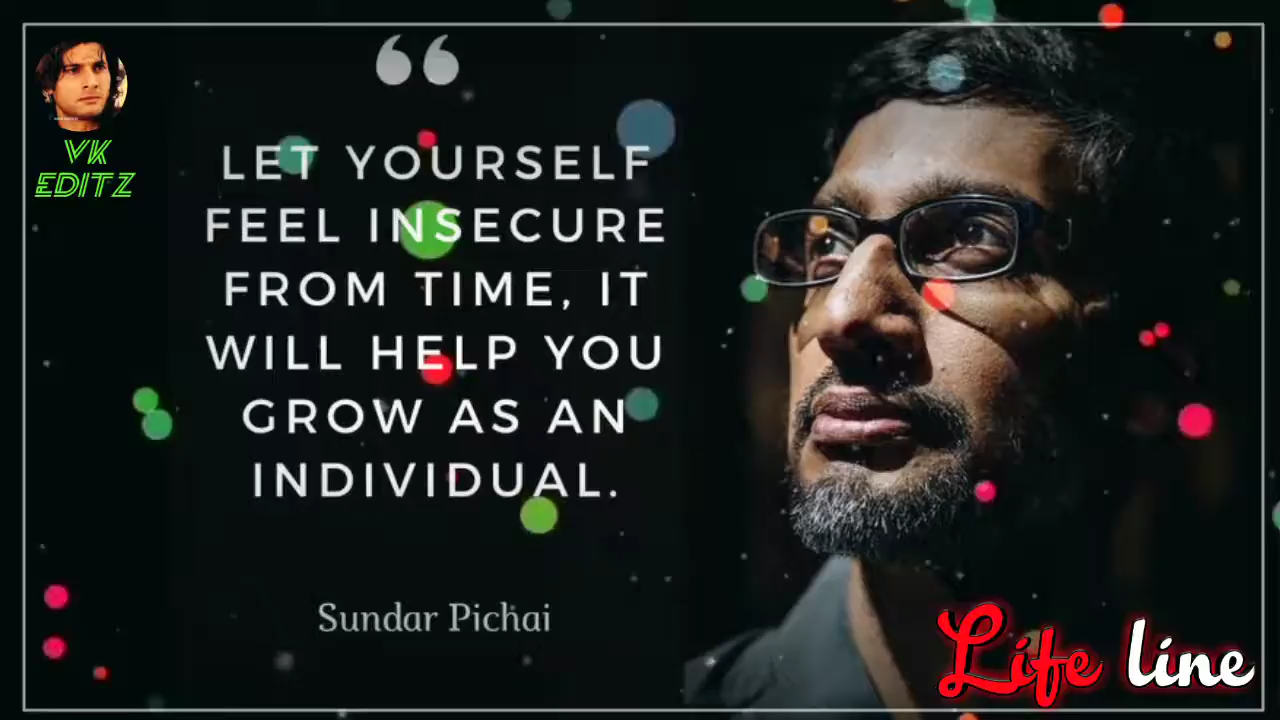 VK
EDITZ
“
LET YOURSELF
FEEL INSECURE
FROM TIME, IT
WILL HELP YOU
GROW AS AN
INDIVIDUAL.
Sundar Pichai
Life line